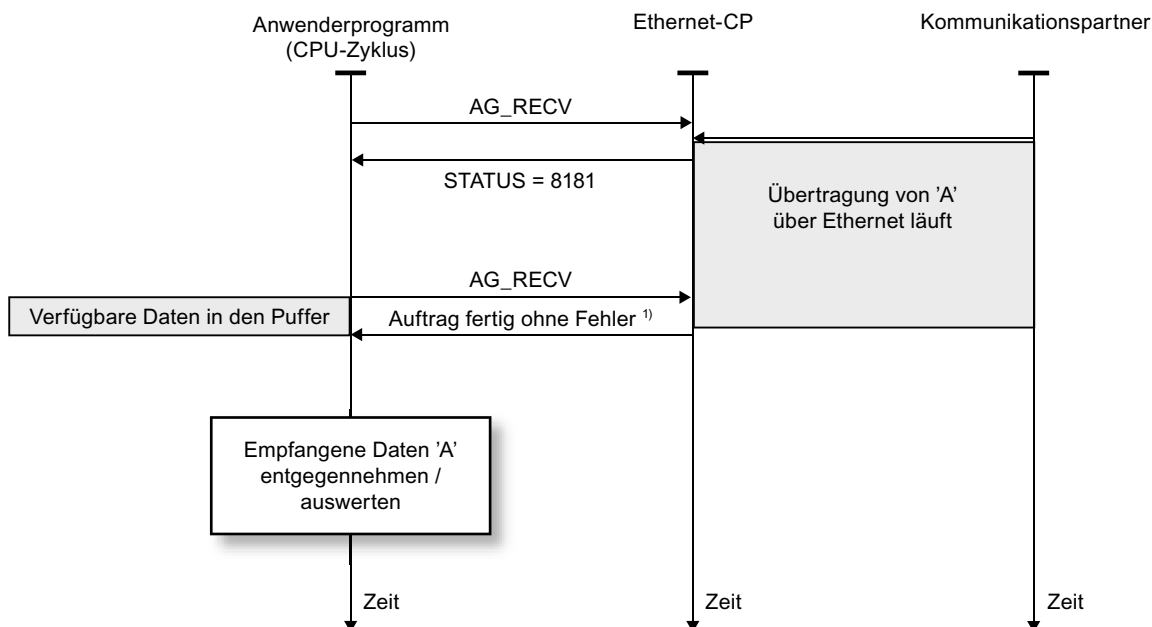 Anwenderprogramm
(CPU-Zyklus)
Ethernet-CP
Kommunikationspartner
AG_RECV
STATUS = 8181
Übertragung von ’A’
über Ethernet läuft
AG_RECV
Verfügbare Daten in den Puffer
Auftrag fertig ohne Fehler 1)
Empfangene Daten ’A’
entgegennehmen /
auswerten
Zeit
Zeit
Zeit